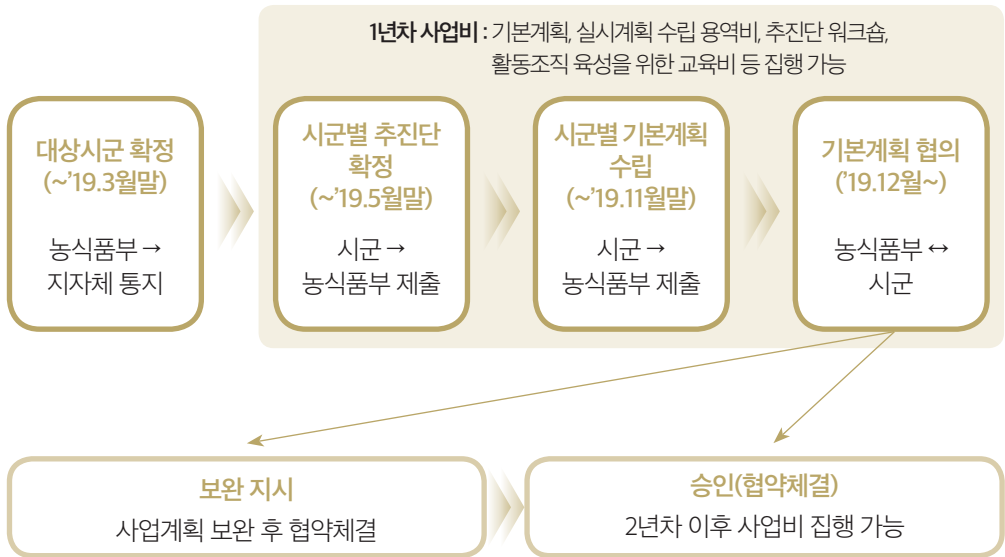 1년차 사업비 : 기본계획, 실시계획 수립 용역비, 추진단 워크숍,
활동조직 육성을 위한 교육비 등 집행 가능
대상시군 확정
(~’19.3월말)
농식품부 →
지자체 통지
시군별 추진단
확정
(~’19.5월말)
시군 →
농식품부 제출
시군별 기본계획
수립
(~’19.11월말)
시군 →
농식품부 제출
기본계획 협의
(’19.12월~)
농식품부 ↔
시군
보완 지시
사업계획 보완 후 협약체결
승인(협약체결)
2년차 이후 사업비 집행 가능